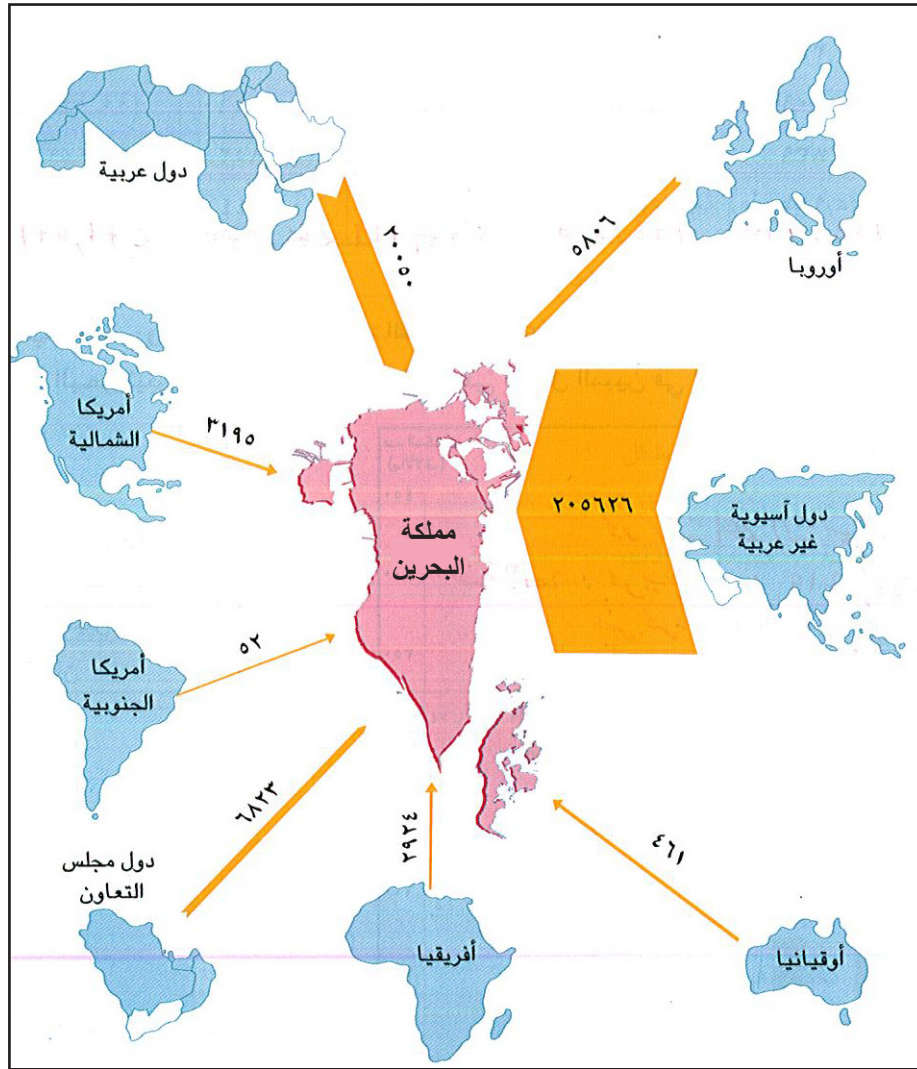 دول عربية
٢٠٠٥٠
٥٨٠٦
أوروبا
أمريكا
الشمالية
٣١٩٥
مملكة
البحرين
٢٠٥٦٢٦
دول آسيوية
غير عربية
أمريكا
الجنوبية
٥٢
٦٨٢٣
دول مجلس
التعاون
٢٩٢٤
أفريقيا
٤٦١
أوقيانيا